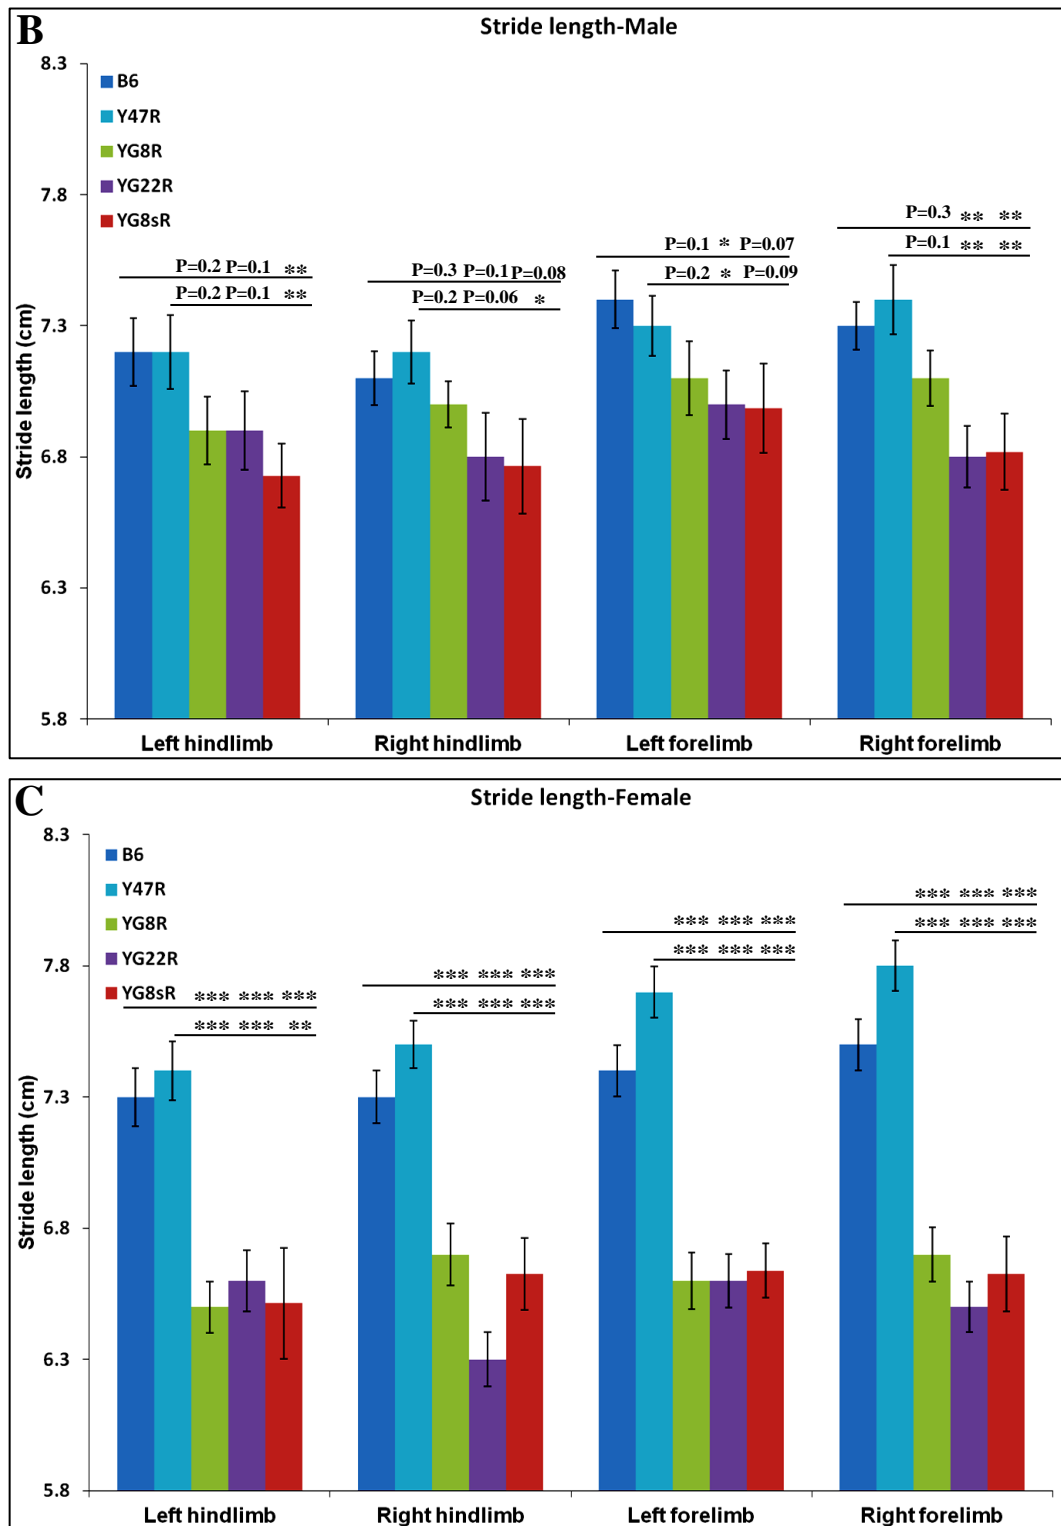 B
Stride length-Male
8.3
7.8
7.3
6.8
6.3
5.8
Stride length (cm)
B6
Y47R
YG8R
YG22R
YG8sR
P=0.2 P=0.1 **
P=0.2 P=0.1 **
P=0.3 P=0.1 P=0.08
P=0.2 P=0.06 *
P=0.1 * P=0.07
P=0.2 * P=0.09
P=0.3 ** **
P=0.1 ** **
Left hindlimb Right hindlimb Left forelimb Right forelimb
C
Stride length-Female
8.3
7.8
7.3
6.8
6.3
5.8
Stride length (cm)
B6
Y47R
YG8R
YG22R
YG8sR
*** *** ***
*** *** **
*** *** ***
*** *** ***
*** *** ***
*** *** ***
*** *** ***
*** *** ***
Left hindlimb Right hindlimb Left forelimb Right forelimb